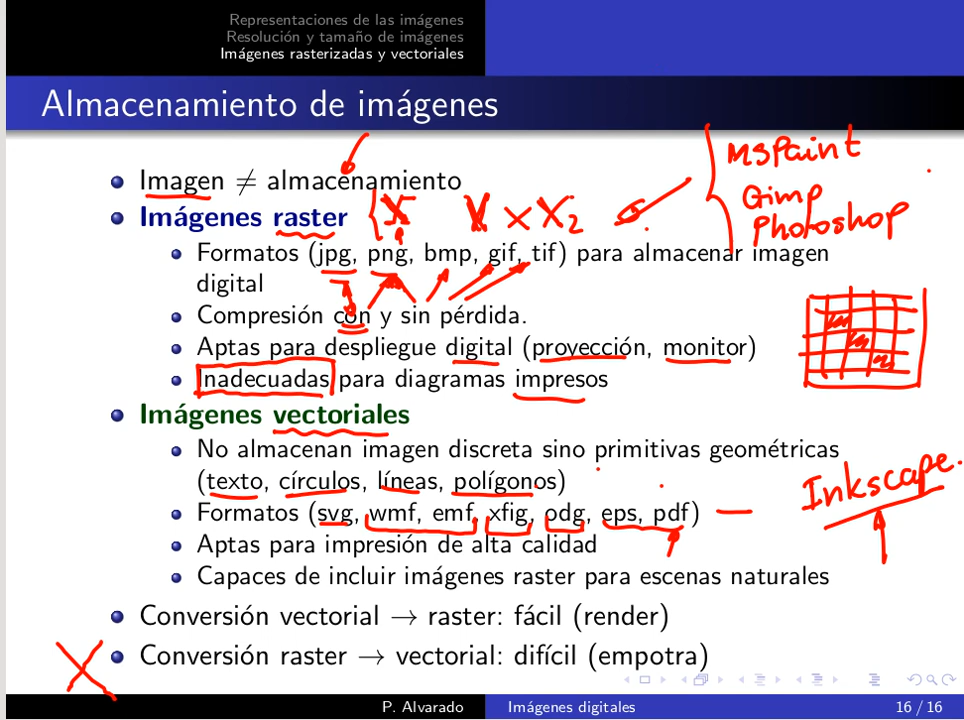 Representaciones de las imágenes
Resolución y tamaño de imágenes
Imágenes rasterizadas y vectoriales
Almacenamiento de imágenes
Imagen ≠ almacenamiento
MSPaint
Gimp
Photoshop
Imágenes raster
X X X2
Formatos (jpg, png, bmp, gif, tif) para almacenar imagen
digital
Compresión con y sin pérdida.
Aptas para despliegue digital (proyección, monitor)
Inadecuadas para diagramas impresos
Imágenes vectoriales
No almacenan imagen discreta sino primitivas geométricas
(texto, círculos, líneas, polígonos)
Inkscape.
Formatos (svg, wmf, emf, xfig, odg, eps, pdf)
Aptas para impresión de alta calidad
Capaces de incluir imágenes raster para escenas naturales
Conversión vectorial → raster: fácil (render)
Conversión raster → vectorial: difícil (empotra)
P. Alvarado
Imágenes digitales
16 / 16